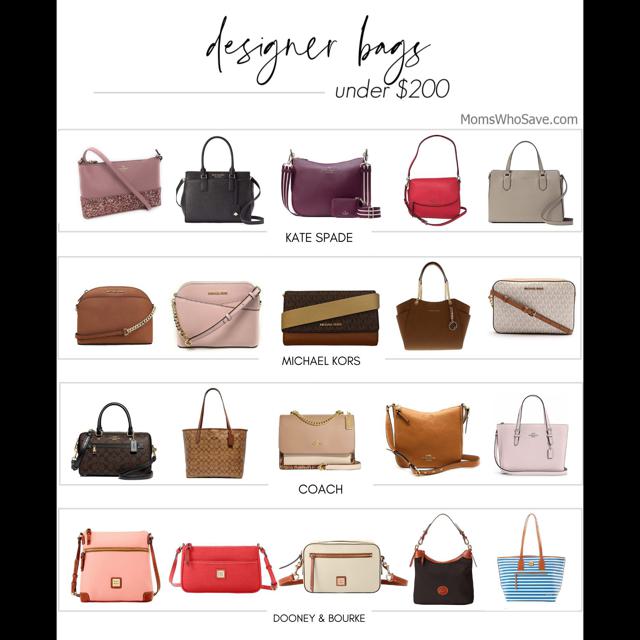 designer bags
under $200
MomsWhoSave.com
KATE SPADE
MICHAEL KORS
COACH
DOONEY & BOURKE